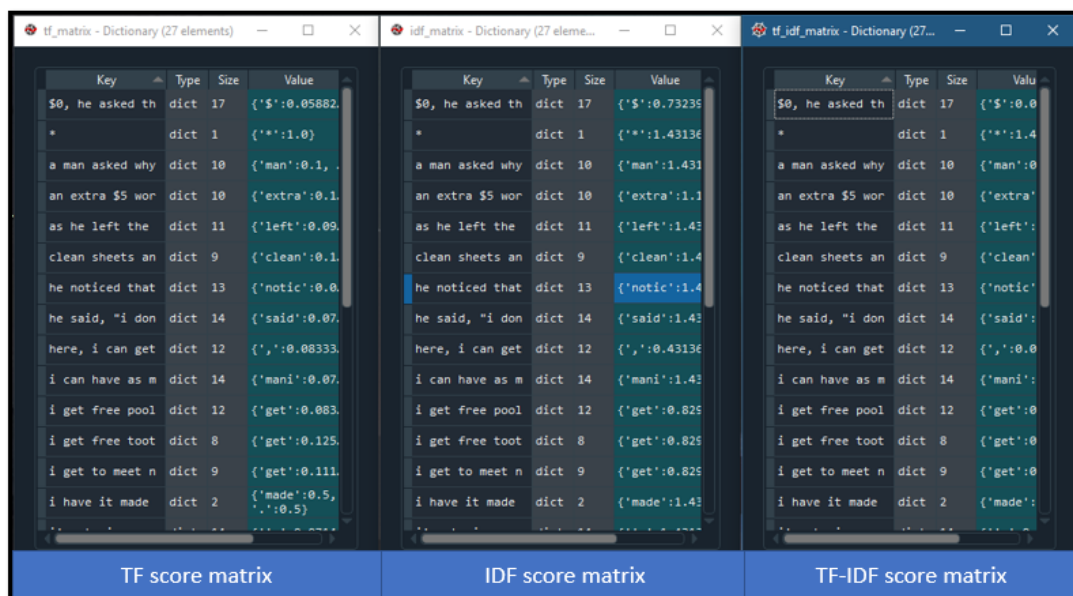 tf_matrix - Dictionary (27 elements)
Key Type Size Value
$0, he asked th dict 17 {'$':0.05882.
* dict 1 {'*':1.0}
a man asked why dict 10 {'man':0.1, .
an extra $5 wor dict 10 {'extra':0.1.
as he left the dict 11 {'left':0.09.
clean sheets an dict 9 {'clean':0.1.
he noticed that dict 13 {'notic':0.0.
he said, "i don dict 14 {'said':0.07.
here, i can get dict 12 {',':0.08333.
i can have as m dict 14 {'mani':0.07.
i get free pool dict 12 {'get':0.083.
i get free toot dict 8 {'get':0.125.
i get to meet n dict 9 {'get':0.111.
i have it made dict 2 {'made':0.5,
'.':0.5}
TF score matrix
idf_matrix - Dictionary (27 eleme...
Key Type Size Value
$0, he asked th dict 17 {'$':0.73239
* dict 1 {'*':1.43136
a man asked why dict 10 {'man':1.431
an extra $5 wor dict 10 {'extra':1.1
as he left the dict 11 {'left':1.43
clean sheets an dict 9 {'clean':1.4
he noticed that dict 13 {'notic':1.4
he said, "i don dict 14 {'said':1.43
here, i can get dict 12 {',':0.43136
i can have as m dict 14 {'mani':1.43
i get free pool dict 12 {'get':0.829
i get free toot dict 8 {'get':0.829
i get to meet n dict 9 {'get':0.829
i have it made dict 2 {'made':1.43
IDF score matrix
tf_idf_matrix - Dictionary (27...
Key Type Size Valu
$0, he asked th dict 17 {'$':0.0
* dict 1 {'*':1.4
a man asked why dict 10 {'man':0
an extra $5 wor dict 10 {'extra'
as he left the dict 11 {'left':
clean sheets an dict 9 {'clean'
he noticed that dict 13 {'notic'
he said, "i don dict 14 {'said':
here, i can get dict 12 {',':0.0
i can have as m dict 14 {'mani':
i get free pool dict 12 {'get':0
i get free toot dict 8 {'get':0
i get to meet n dict 9 {'get':0
i have it made dict 2 {'made':
TF-IDF score matrix